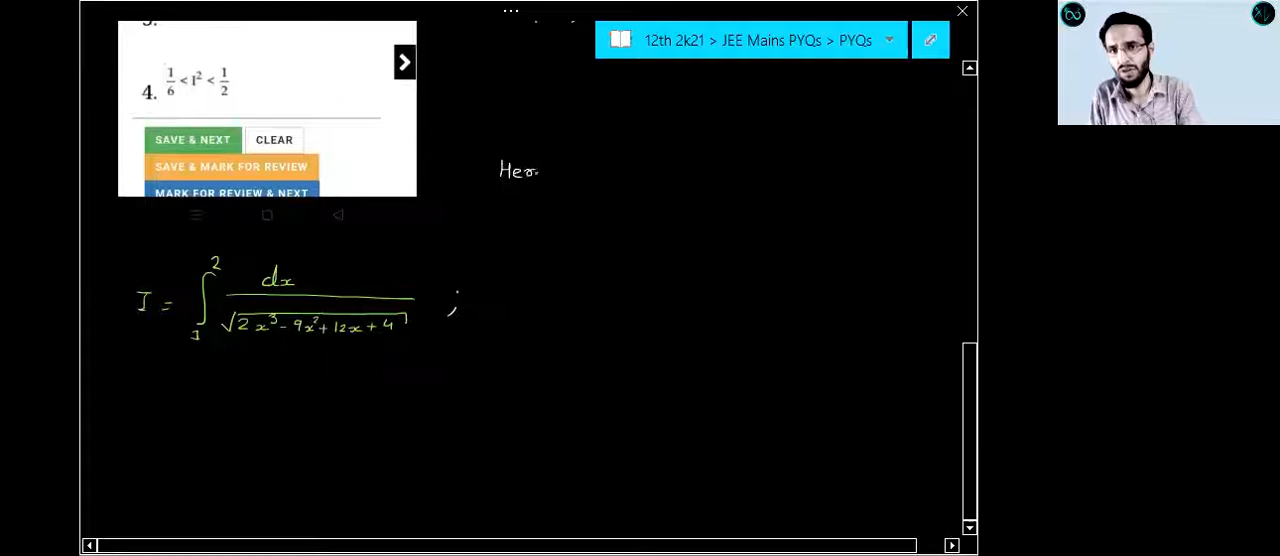 12th 2k21 > JEE Mains PYQs > PYQs
4. 1/6 < I² < 1/2
SAVE & NEXT CLEAR
SAVE & MARK FOR REVIEW
MARK FOR REVIEW & NEXT
Her
I = ∫₁² dx / √(2x³ - 9x² + 12x + 4) ;